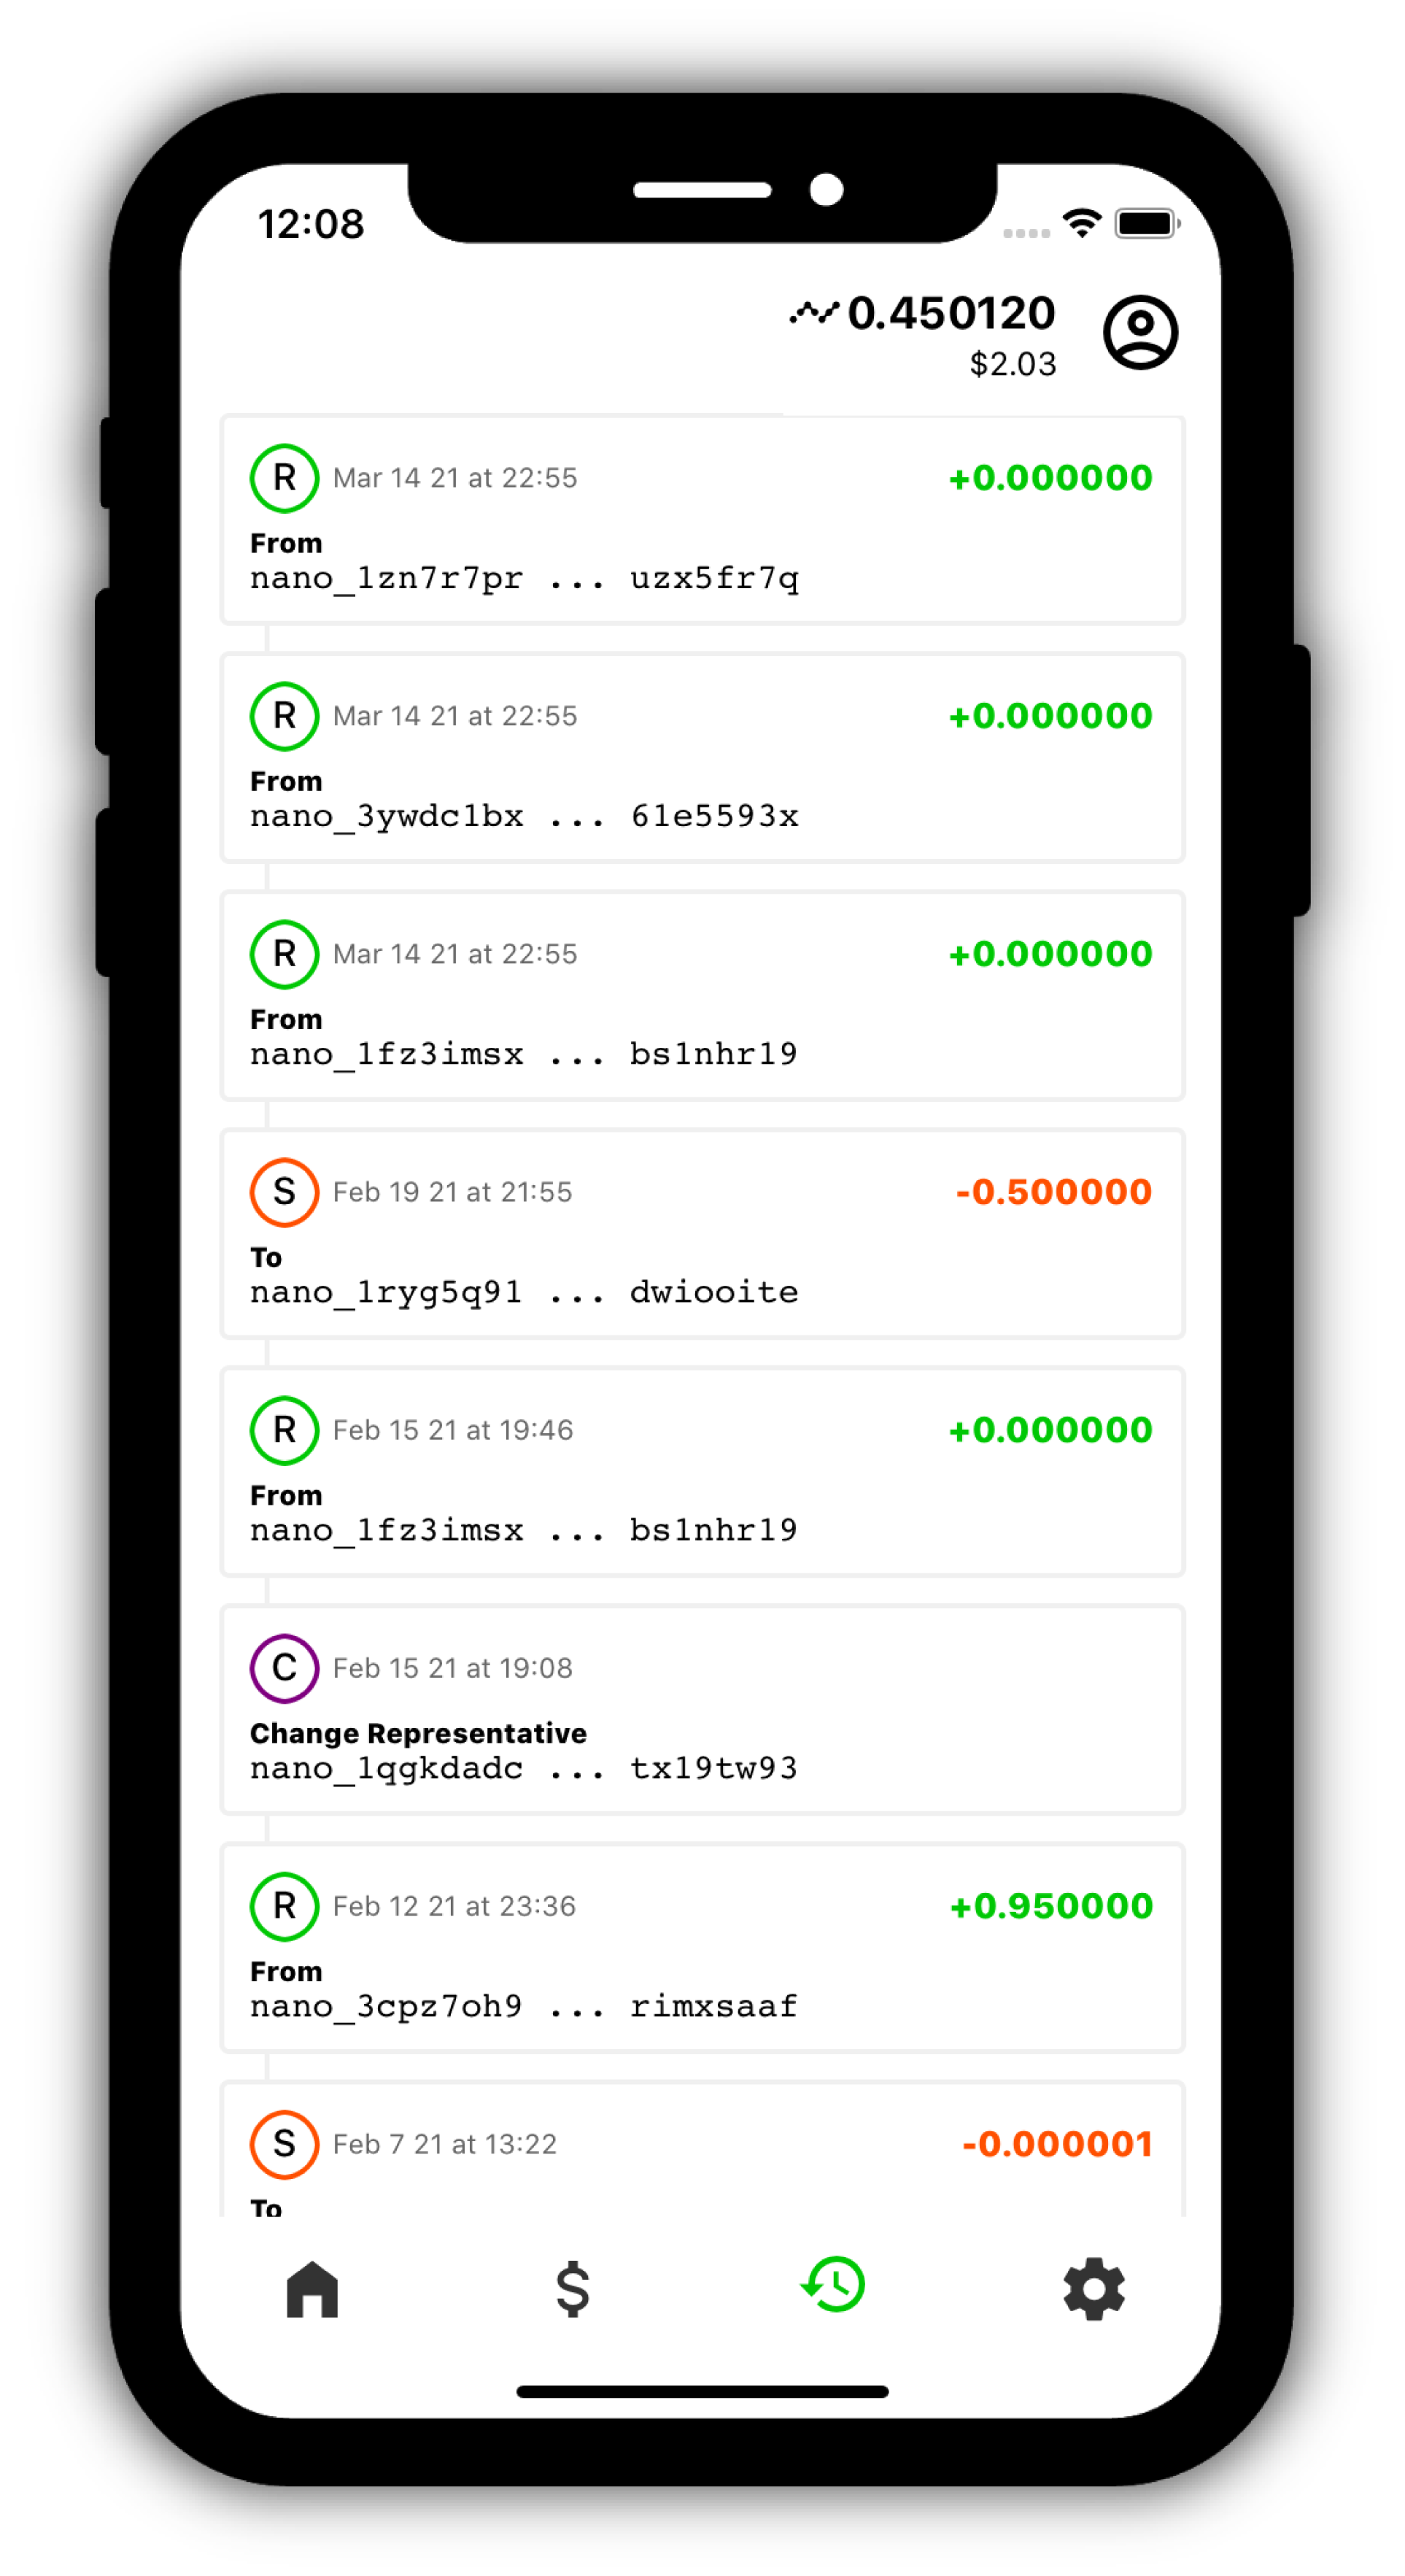 12:08
0.450120
$2.03
R Mar 14 21 at 22:55 +0.000000
From
nano_1zn7r7pr ... uzx5fr7q
R Mar 14 21 at 22:55 +0.000000
From
nano_3ywdc1bx ... 61e5593x
R Mar 14 21 at 22:55 +0.000000
From
nano_1fz3imsx ... bs1nhr19
S Feb 19 21 at 21:55 -0.500000
To
nano_1ryg5q91 ... dwiooite
R Feb 15 21 at 19:46 +0.000000
From
nano_1fz3imsx ... bs1nhr19
C Feb 15 21 at 19:08
Change Representative
nano_1qgkdadc ... tx19tw93
R Feb 12 21 at 23:36 +0.950000
From
nano_3cpz7oh9 ... rimxsaaf
S Feb 7 21 at 13:22 -0.000001
To
$